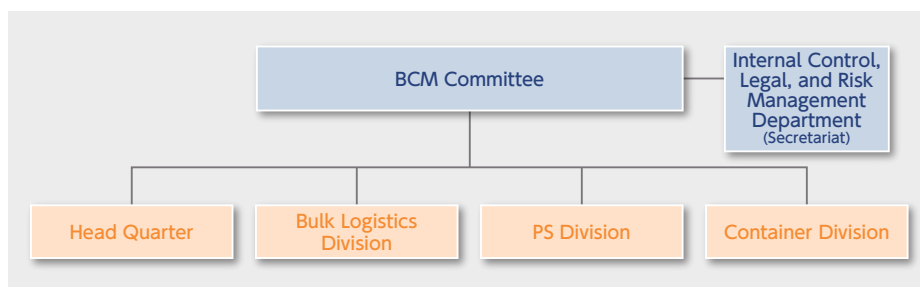 BCM Committee
Internal Control,
Legal, and Risk
Management
Department
(Secretariat)
Head Quarter
Bulk Logistics
Division
PS Division
Container Division